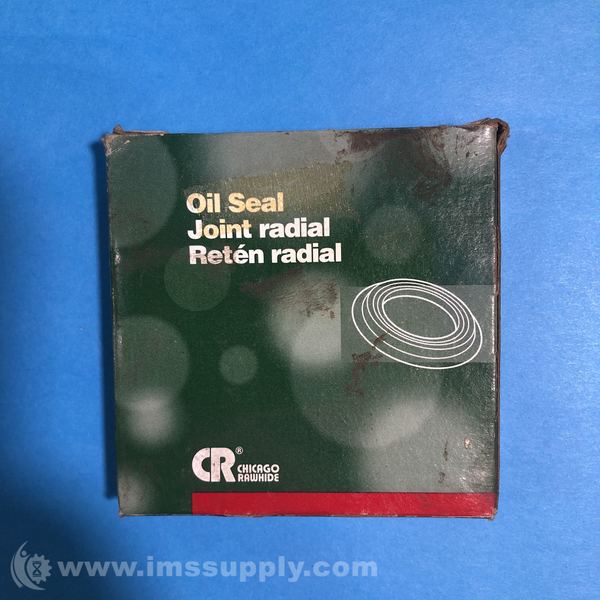 Oil Seal
Joint radial
Retén radial
CR® CHICAGO
RAWHIDE
www.imssupply.com